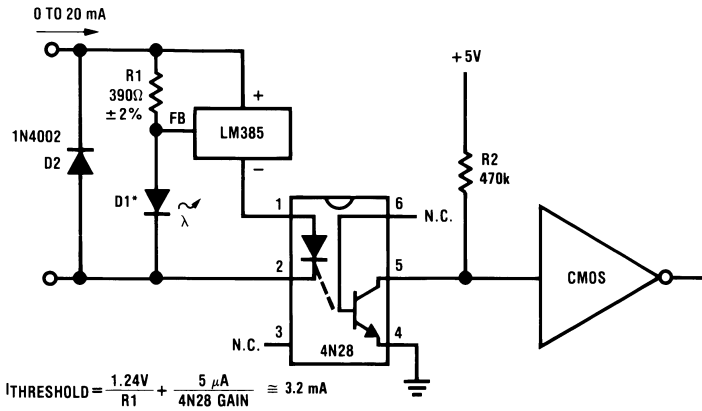 0 TO 20 mA
+5V
R1
390Ω
±2%
FB
LM385
+
−
1N4002
D2
D1*
λ
R2
470k
1
6
N.C.
2
5
CMOS
3
N.C.
4
4N28
ITHRESHOLD = 1.24V / R1 + 5 μA / 4N28 GAIN ≅ 3.2 mA